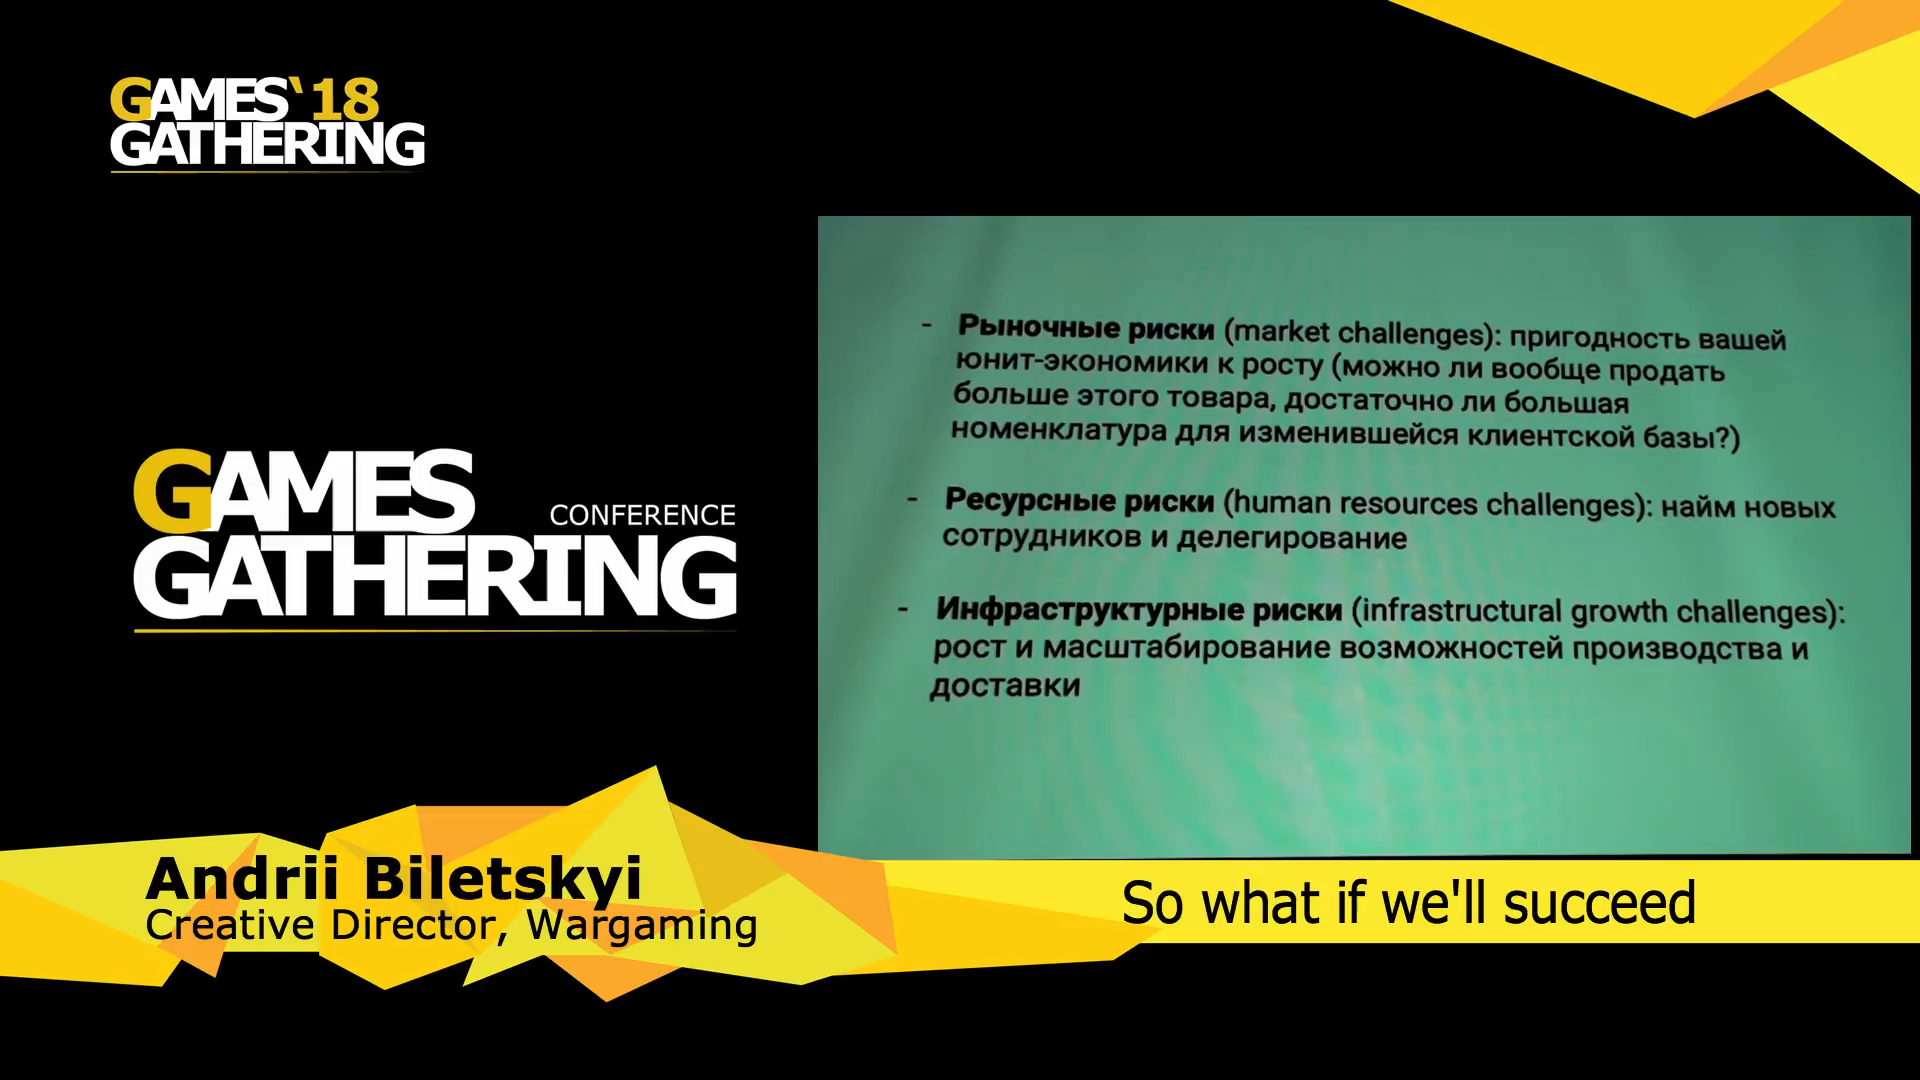 GAMES‘18
GATHERING
GAMES
CONFERENCE
GATHERING
- Рыночные риски (market challenges): пригодность вашей
юнит-экономики к росту (можно ли вообще продать
больше этого товара, достаточно ли большая
номенклатура для изменившейся клиентской базы?)
- Ресурсные риски (human resources challenges): найм новых
сотрудников и делегирование
- Инфраструктурные риски (infrastructural growth challenges):
рост и масштабирование возможностей производства и
доставки
Andrii Biletskyi
Creative Director, Wargaming
So what if we'll succeed